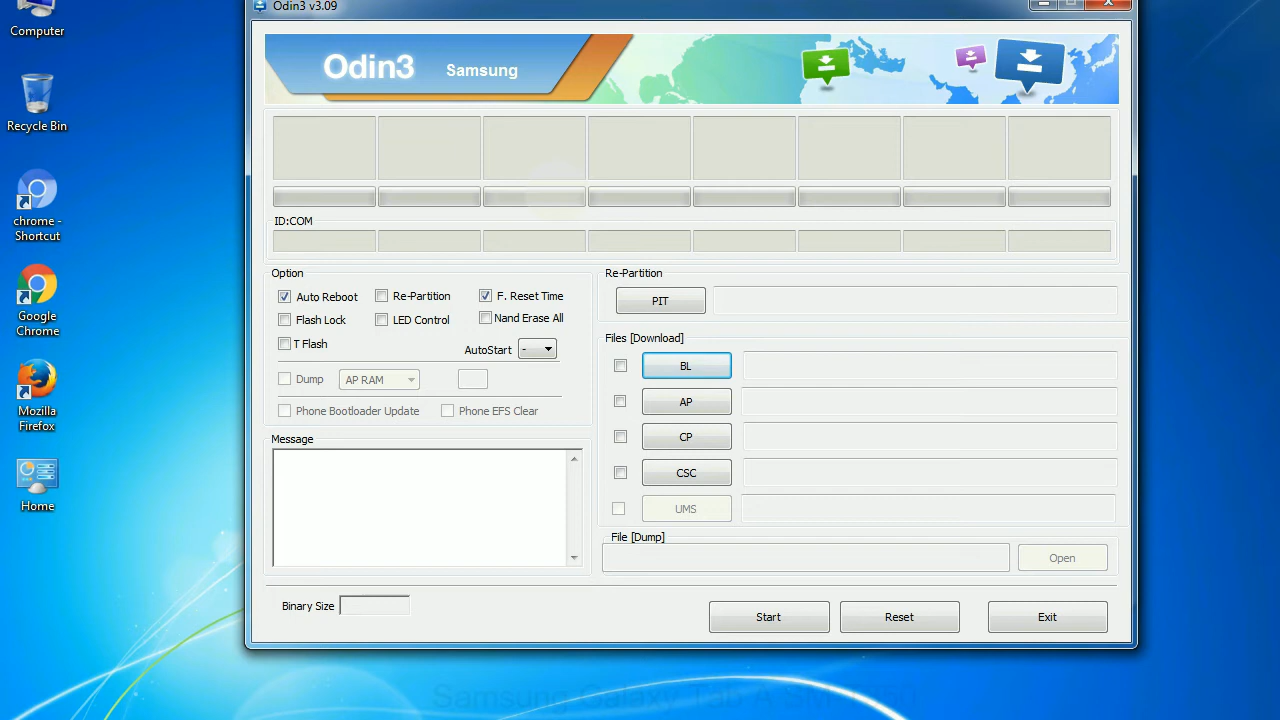 Odin3 v3.09
Computer
Recycle Bin
chrome -
Shortcut
Google
Chrome
Mozilla
Firefox
Home
Odin3 Samsung
ID:COM
Option
Auto Reboot Re-Partition F. Reset Time
Flash Lock LED Control Nand Erase All
T Flash AutoStart -
Dump AP RAM
Phone Bootloader Update Phone EFS Clear
Message
Re-Partition
PIT
Files [Download]
BL
AP
CP
CSC
UMS
File [Dump]
Open
Binary Size
Start Reset Exit
Samsung Galaxy Tab A